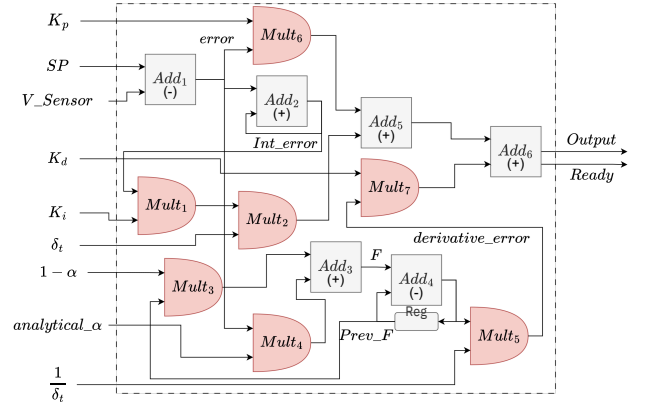 K_p
Mult_6
error
SP
Add_1
(-)
V_Sensor
Add_2
(+)
Int_error
Add_5
(+)
Add_6
(+)
Output
Ready
K_d
Mult_7
K_i
Mult_1
Mult_2
δ_t
derivative_error
1 − α
Mult_3
Add_3
(+)
F
Add_4
(-)
Reg
Prev_F
analytical_α
Mult_4
Mult_5
1
δ_t